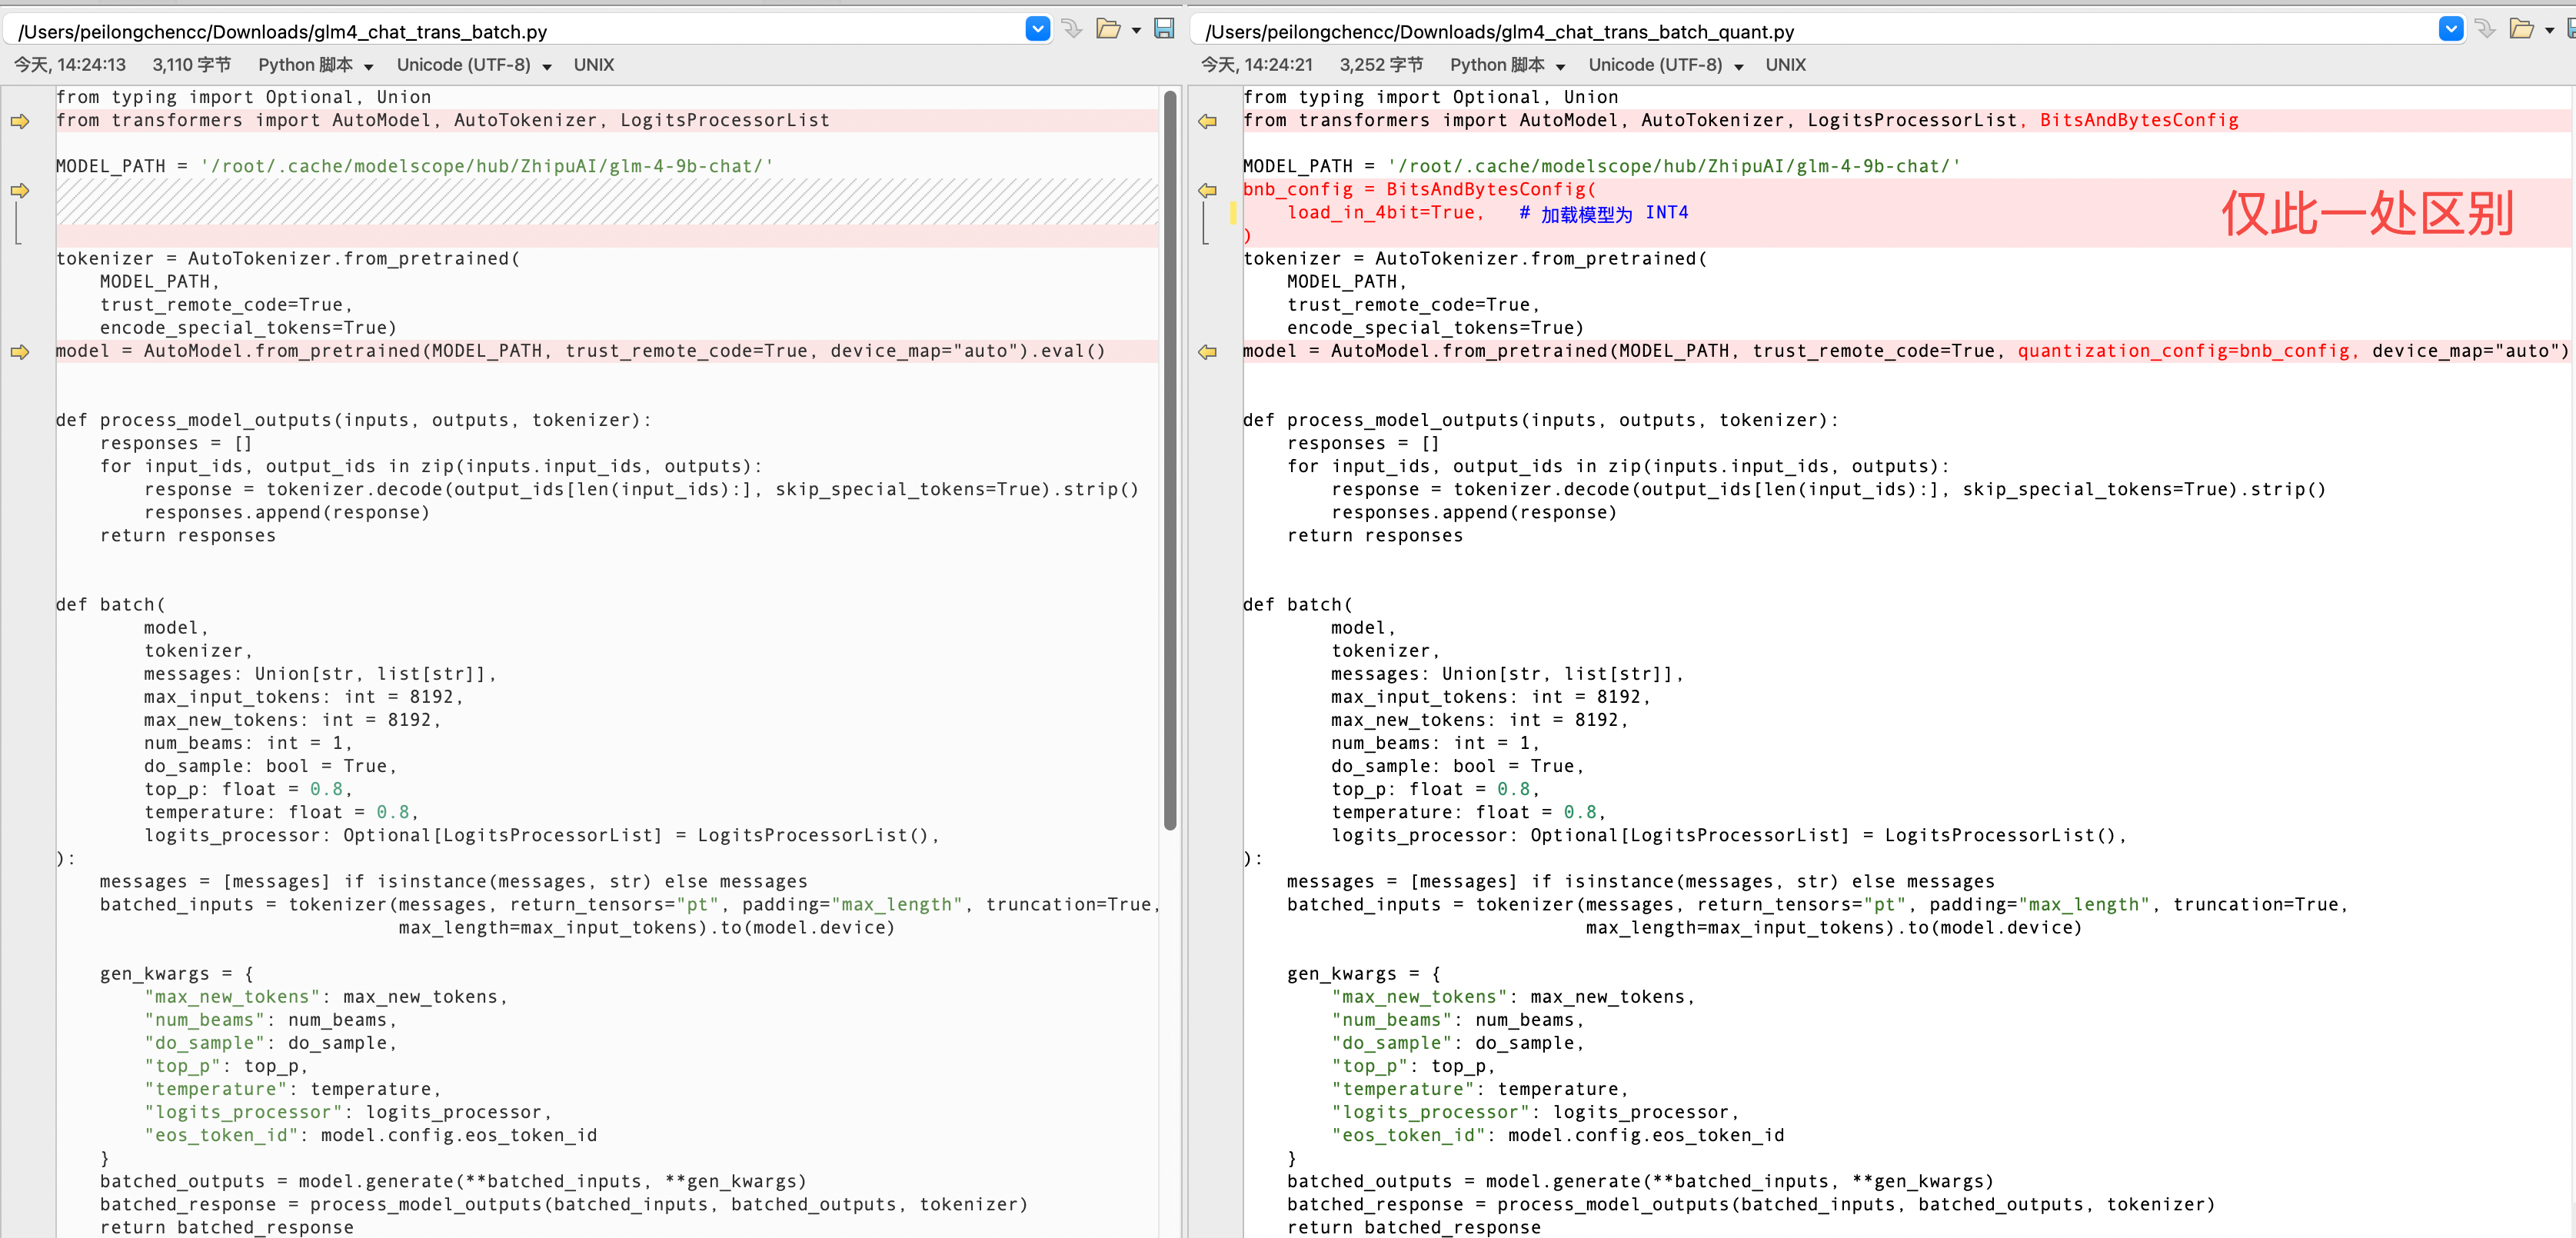 /Users/peilongchencc/Downloads/glm4_chat_trans_batch.py
今天, 14:24:13 3,110 字节 Python 脚本 Unicode (UTF-8) UNIX
from typing import Optional, Union
from transformers import AutoModel, AutoTokenizer, LogitsProcessorList
MODEL_PATH = '/root/.cache/modelscope/hub/ZhipuAI/glm-4-9b-chat/'
tokenizer = AutoTokenizer.from_pretrained(
    MODEL_PATH,
    trust_remote_code=True,
    encode_special_tokens=True)
model = AutoModel.from_pretrained(MODEL_PATH, trust_remote_code=True, device_map="auto").eval()
def process_model_outputs(inputs, outputs, tokenizer):
    responses = []
    for input_ids, output_ids in zip(inputs.input_ids, outputs):
        response = tokenizer.decode(output_ids[len(input_ids):], skip_special_tokens=True).strip()
        responses.append(response)
    return responses
def batch(
        model,
        tokenizer,
        messages: Union[str, list[str]],
        max_input_tokens: int = 8192,
        max_new_tokens: int = 8192,
        num_beams: int = 1,
        do_sample: bool = True,
        top_p: float = 0.8,
        temperature: float = 0.8,
        logits_processor: Optional[LogitsProcessorList] = LogitsProcessorList(),
):
    messages = [messages] if isinstance(messages, str) else messages
    batched_inputs = tokenizer(messages, return_tensors="pt", padding="max_length", truncation=True,
                               max_length=max_input_tokens).to(model.device)
    gen_kwargs = {
        "max_new_tokens": max_new_tokens,
        "num_beams": num_beams,
        "do_sample": do_sample,
        "top_p": top_p,
        "temperature": temperature,
        "logits_processor": logits_processor,
        "eos_token_id": model.config.eos_token_id
    }
    batched_outputs = model.generate(**batched_inputs, **gen_kwargs)
    batched_response = process_model_outputs(batched_inputs, batched_outputs, tokenizer)
    return batched_response
/Users/peilongchencc/Downloads/glm4_chat_trans_batch_quant.py
今天, 14:24:21 3,252 字节 Python 脚本 Unicode (UTF-8) UNIX
from typing import Optional, Union
from transformers import AutoModel, AutoTokenizer, LogitsProcessorList, BitsAndBytesConfig
MODEL_PATH = '/root/.cache/modelscope/hub/ZhipuAI/glm-4-9b-chat/'
bnb_config = BitsAndBytesConfig(
    load_in_4bit=True,   # 加载模型为 INT4
)
仅此一处区别
tokenizer = AutoTokenizer.from_pretrained(
    MODEL_PATH,
    trust_remote_code=True,
    encode_special_tokens=True)
model = AutoModel.from_pretrained(MODEL_PATH, trust_remote_code=True, quantization_config=bnb_config, device_map="auto")
def process_model_outputs(inputs, outputs, tokenizer):
    responses = []
    for input_ids, output_ids in zip(inputs.input_ids, outputs):
        response = tokenizer.decode(output_ids[len(input_ids):], skip_special_tokens=True).strip()
        responses.append(response)
    return responses
def batch(
        model,
        tokenizer,
        messages: Union[str, list[str]],
        max_input_tokens: int = 8192,
        max_new_tokens: int = 8192,
        num_beams: int = 1,
        do_sample: bool = True,
        top_p: float = 0.8,
        temperature: float = 0.8,
        logits_processor: Optional[LogitsProcessorList] = LogitsProcessorList(),
):
    messages = [messages] if isinstance(messages, str) else messages
    batched_inputs = tokenizer(messages, return_tensors="pt", padding="max_length", truncation=True,
                               max_length=max_input_tokens).to(model.device)
    gen_kwargs = {
        "max_new_tokens": max_new_tokens,
        "num_beams": num_beams,
        "do_sample": do_sample,
        "top_p": top_p,
        "temperature": temperature,
        "logits_processor": logits_processor,
        "eos_token_id": model.config.eos_token_id
    }
    batched_outputs = model.generate(**batched_inputs, **gen_kwargs)
    batched_response = process_model_outputs(batched_inputs, batched_outputs, tokenizer)
    return batched_response